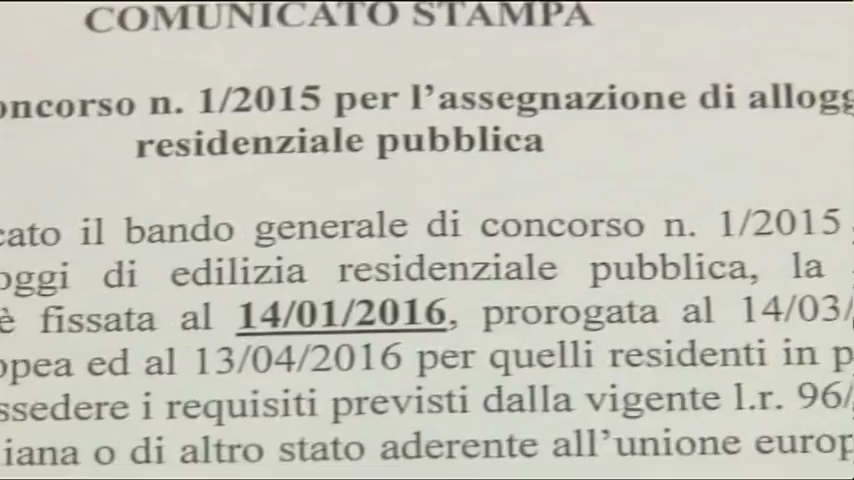 COMUNICATO STAMPA
oncorso n. 1/2015 per l'assegnazione di allogg
residenziale pubblica
cato il bando generale di concorso n. 1/2015
oggi di edilizia residenziale pubblica, la
è fissata al 14/01/2016, prorogata al 14/03/
opea ed al 13/04/2016 per quelli residenti in p
ssedere i requisiti previsti dalla vigente l.r. 96/
iana o di altro stato aderente all'unione europ